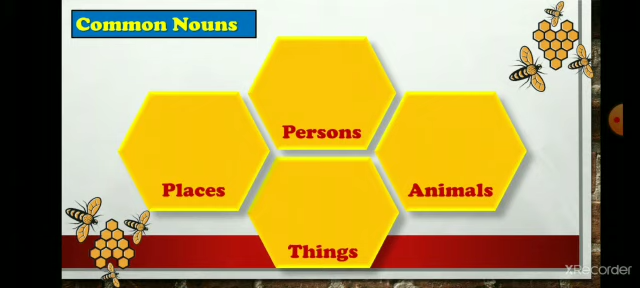 Common Nouns
Persons
Places
Animals
Things
XRecorder